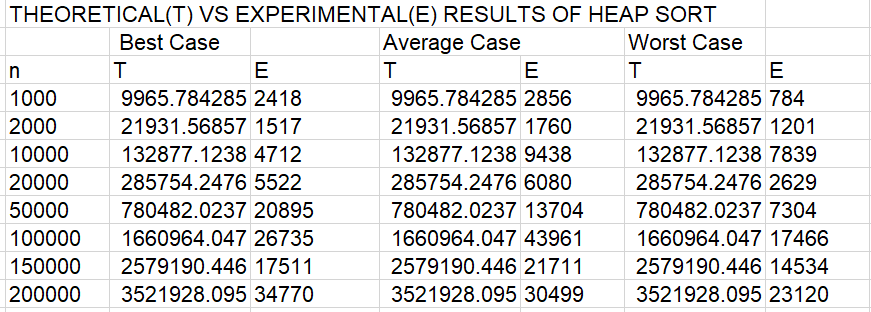 THEORETICAL(T) VS EXPERIMENTAL(E) RESULTS OF HEAP SORT
Best Case Average Case Worst Case
n T E T E T E
1000 9965.784285 2418 9965.784285 2856 9965.784285 784
2000 21931.56857 1517 21931.56857 1760 21931.56857 1201
10000 132877.1238 4712 132877.1238 9438 132877.1238 7839
20000 285754.2476 5522 285754.2476 6080 285754.2476 2629
50000 780482.0237 20895 780482.0237 13704 780482.0237 7304
100000 1660964.047 26735 1660964.047 43961 1660964.047 17466
150000 2579190.446 17511 2579190.446 21711 2579190.446 14534
200000 3521928.095 34770 3521928.095 30499 3521928.095 23120